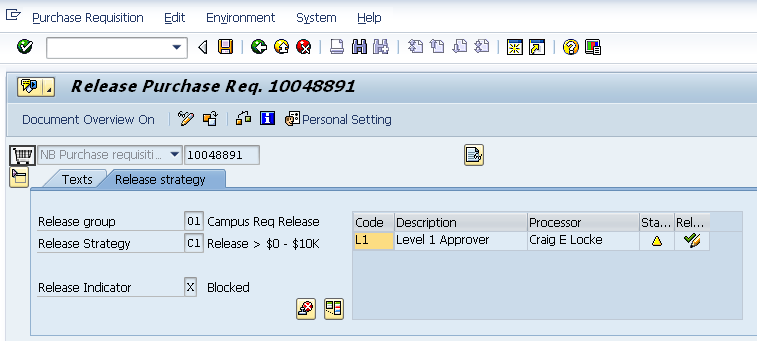 Purchase Requisition Edit Environment System Help
Release Purchase Req. 10048891
Document Overview On Personal Setting
NB Purchase requisiti... 10048891
Texts Release strategy
Release group 01 Campus Req Release
Release Strategy C1 Release > $0 - $10K
Release Indicator X Blocked
Code Description Processor Sta... Rel...
L1 Level 1 Approver Craig E Locke